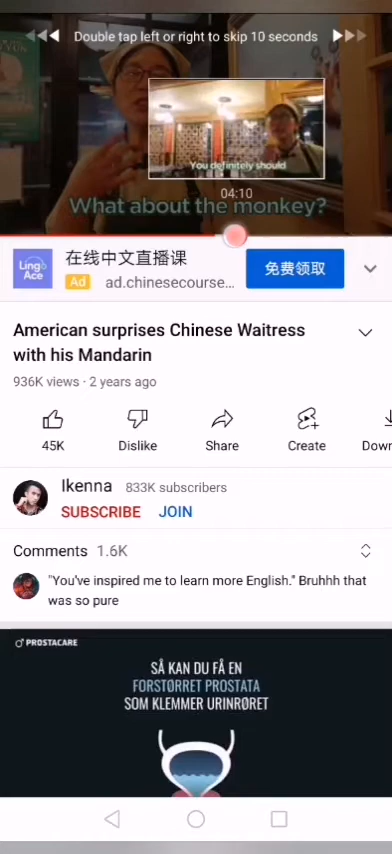 Double tap left or right to skip 10 seconds
You definitely should
04:10
What about the monkey?
Lingo
Ace
在线中文直播课
Ad ad.chinesecourse...
免费领取
American surprises Chinese Waitress
with his Mandarin
936K views · 2 years ago
45K Dislike Share Create Down
Ikenna 833K subscribers
SUBSCRIBE JOIN
Comments 1.6K
"You've inspired me to learn more English." Bruhhh that
was so pure
PROSTACARE
SÅ KAN DU FÅ EN
FORSTØRRET PROSTATA
SOM KLEMMER URINRØRET